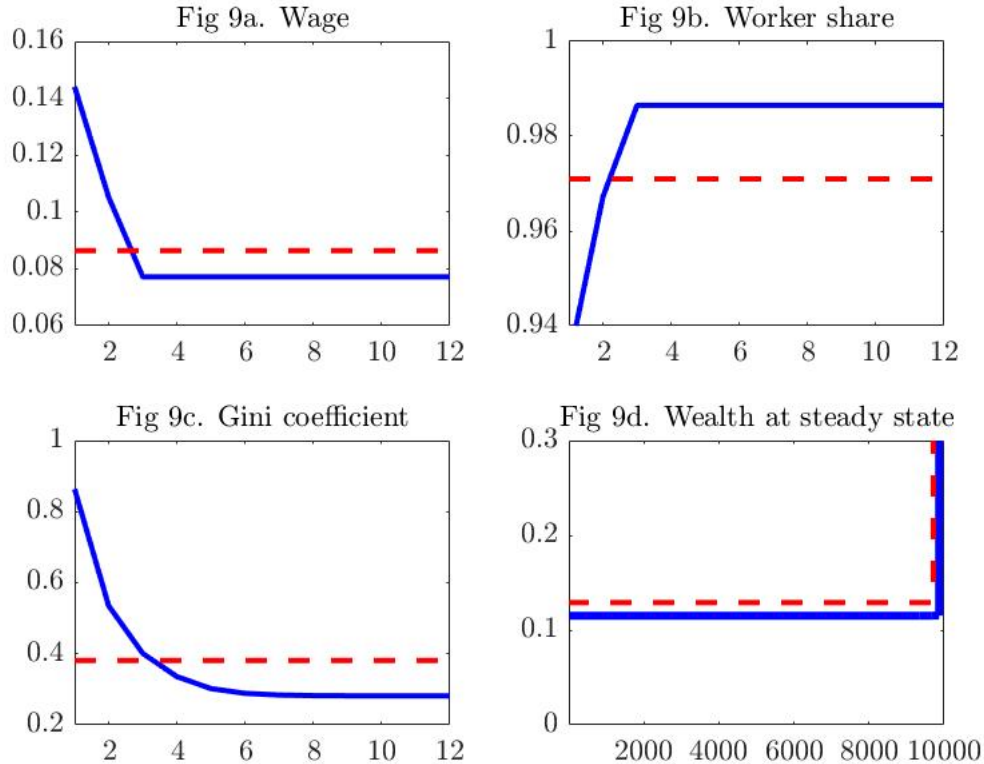 Fig 9a. Wage
0.16
0.14
0.12
0.1
0.08
0.06
2 4 6 8 10 12
Fig 9b. Worker share
1
0.98
0.96
0.94
2 4 6 8 10 12
Fig 9c. Gini coefficient
1
0.8
0.6
0.4
0.2
2 4 6 8 10 12
Fig 9d. Wealth at steady state
0.3
0.2
0.1
0
2000 4000 6000 8000 10000